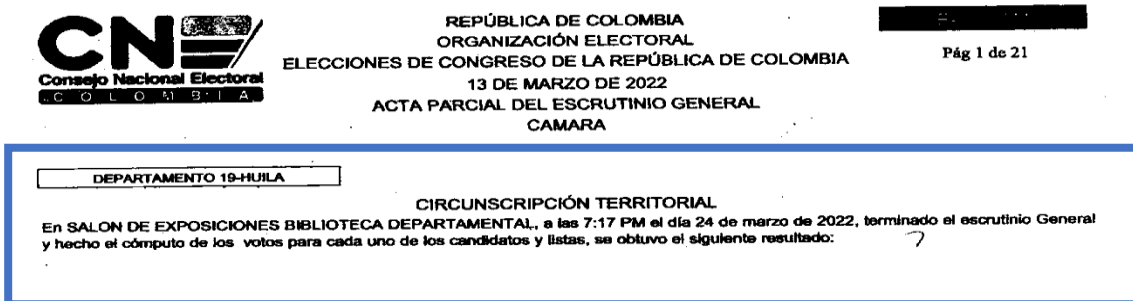 CNE
Consejo Nacional Electoral
COLOMBIA
REPÚBLICA DE COLOMBIA
ORGANIZACIÓN ELECTORAL
ELECCIONES DE CONGRESO DE LA REPÚBLICA DE COLOMBIA
13 DE MARZO DE 2022
ACTA PARCIAL DEL ESCRUTINIO GENERAL
CAMARA
Pág 1 de 21
DEPARTAMENTO 19-HUILA
CIRCUNSCRIPCIÓN TERRITORIAL
En SALON DE EXPOSICIONES BIBLIOTECA DEPARTAMENTAL, a las 7:17 PM el día 24 de marzo de 2022, terminado el escrutinio General
y hecho el cómputo de los votos para cada uno de los candidatos y listas, se obtuvo el siguiente resultado: